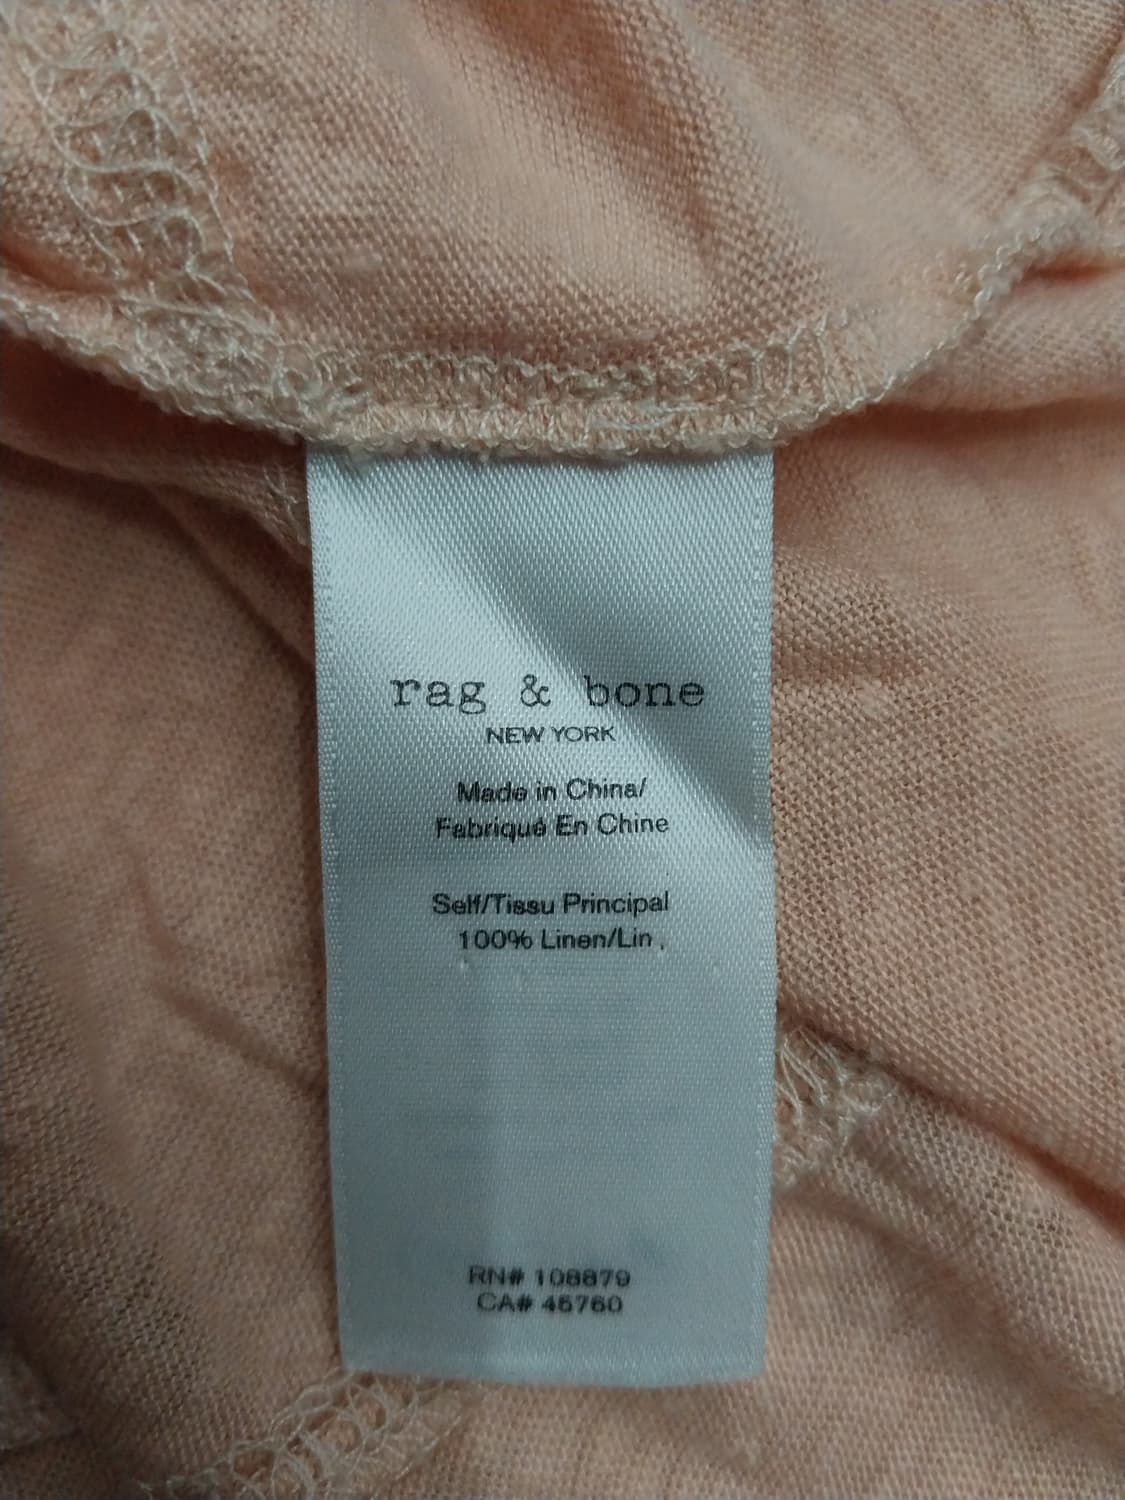 rag & bone
NEW YORK
Made in China/
Fabriqué En Chine
Self/Tissu Principal
100% Linen/Lin
RN# 108879
CA# 45760